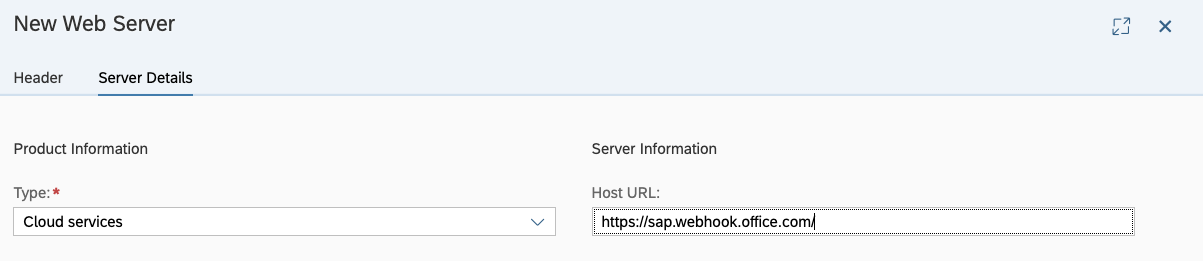 New Web Server
Header
Server Details
Product Information
Server Information
Type:*
Host URL:
Cloud services
https://sap.webhook.office.com/